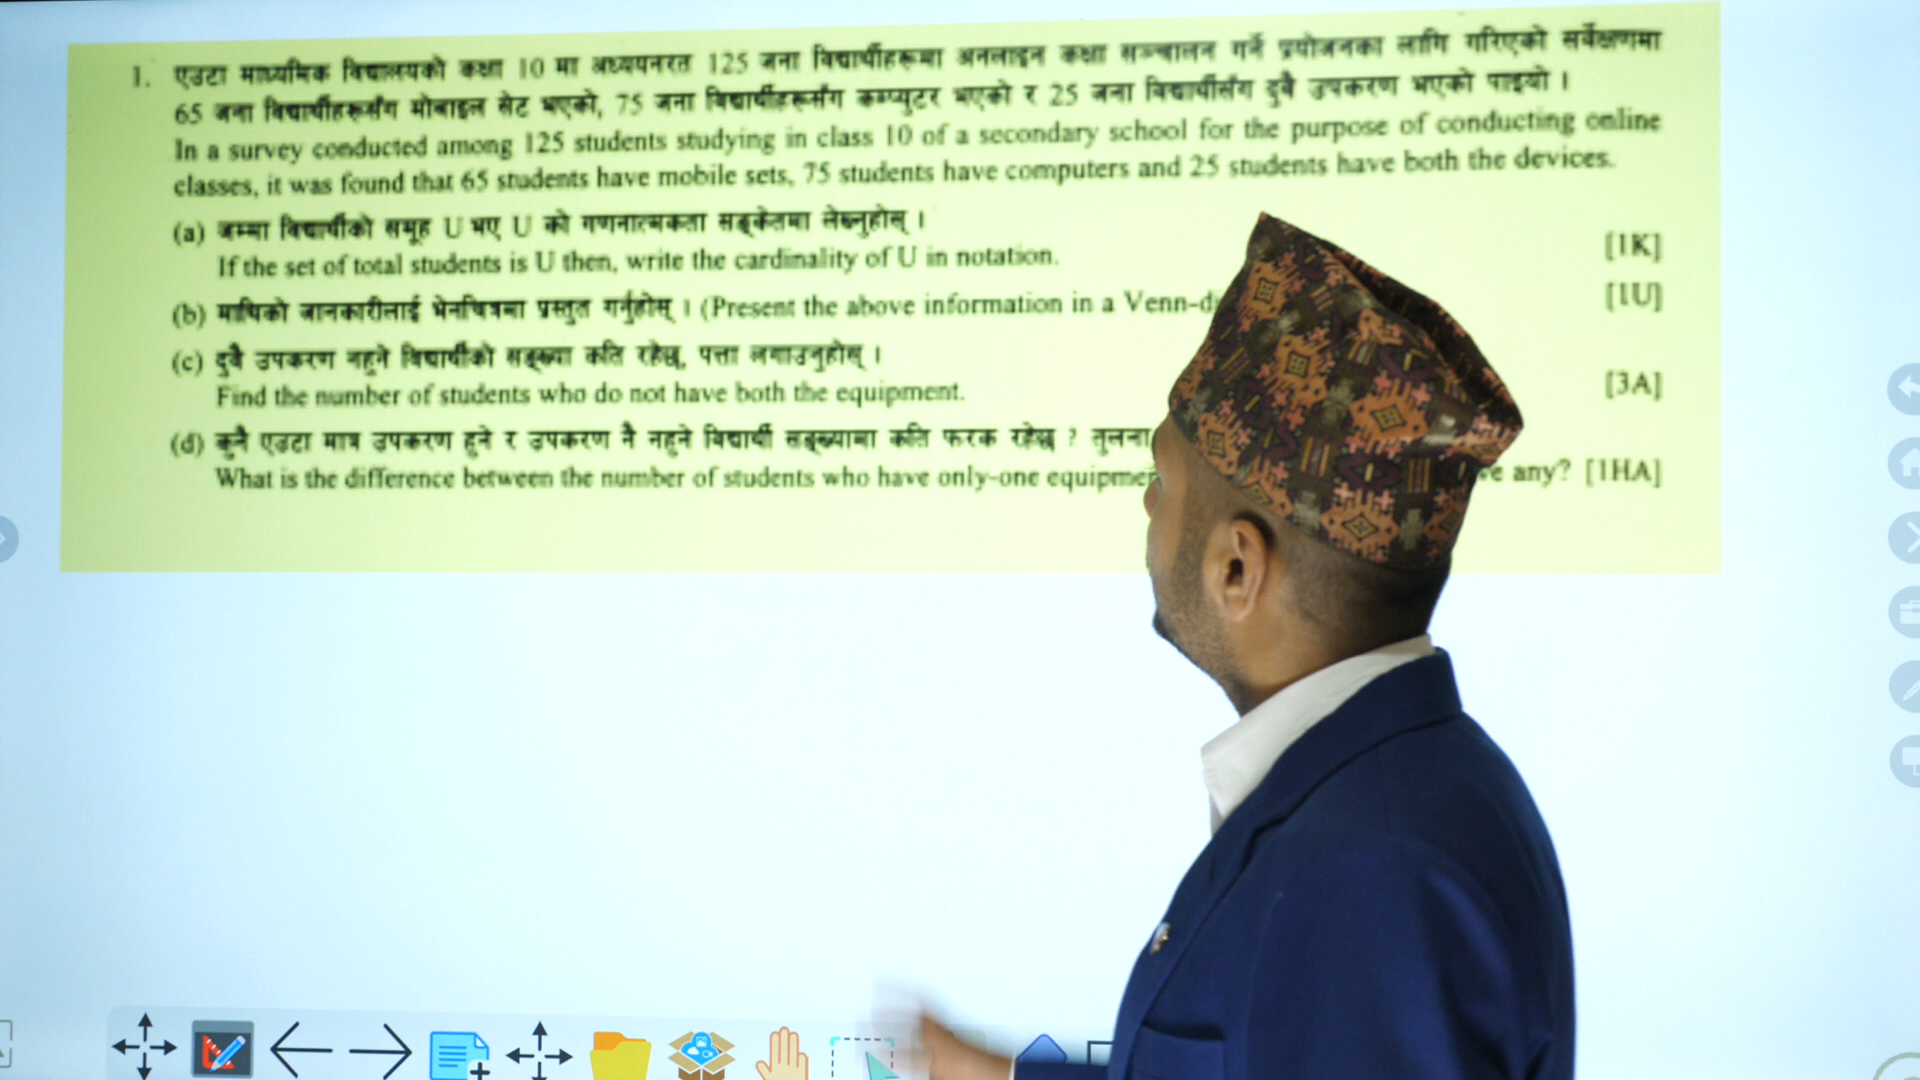 1. एउटा माध्यमिक विद्यालयको कक्षा 10 मा अध्ययनरत 125 जना विद्यार्थीहरूमा अनलाइन कक्षा सञ्चालन गर्ने प्रयोजनका लागि गरिएको सर्वेक्षणमा
65 जना विद्यार्थीहरूसँग मोबाइल सेट भएको, 75 जना विद्यार्थीहरूसँग कम्प्युटर भएको र 25 जना विद्यार्थीसँग दुवै उपकरण भएको पाइयो ।
In a survey conducted among 125 students studying in class 10 of a secondary school for the purpose of conducting online
classes, it was found that 65 students have mobile sets, 75 students have computers and 25 students have both the devices.
(a) जम्मा विद्यार्थीको समूह U भए U को गणनात्मकता सङ्केतमा लेख्नुहोस् । [1K]
If the set of total students is U then, write the cardinality of U in notation.
(b) माथिको जानकारीलाई भेनचित्रमा प्रस्तुत गर्नुहोस् । (Present the above information in a Venn-d [1U]
(c) दुवै उपकरण नहुने विद्यार्थीको सङ्ख्या कति रहेछ, पत्ता लगाउनुहोस् ।
Find the number of students who do not have both the equipment. [3A]
(d) कुनै एउटा मात्र उपकरण हुने र उपकरण नै नहुने विद्यार्थी सङ्ख्यामा कति फरक रहेछ ? तुलना
What is the difference between the number of students who have only-one equipmen any? [1HA]